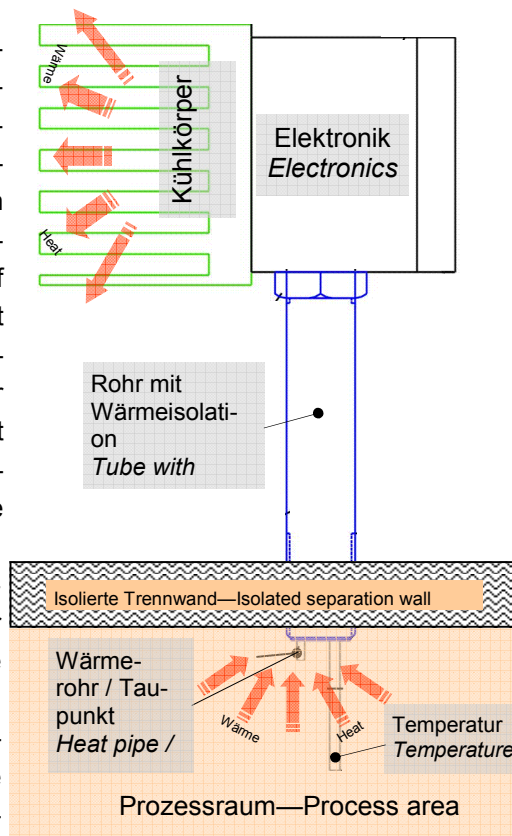 Wärme
Kühlkörper
Heat
Elektronik
Electronics
Rohr mit
Wärmeisolati-
on
Tube with
Isolierte Trennwand—Isolated separation wall
Wärme-
rohr / Tau-
punkt
Heat pipe /
Wärme
Heat
Temperatur
Temperature
Prozessraum—Process area